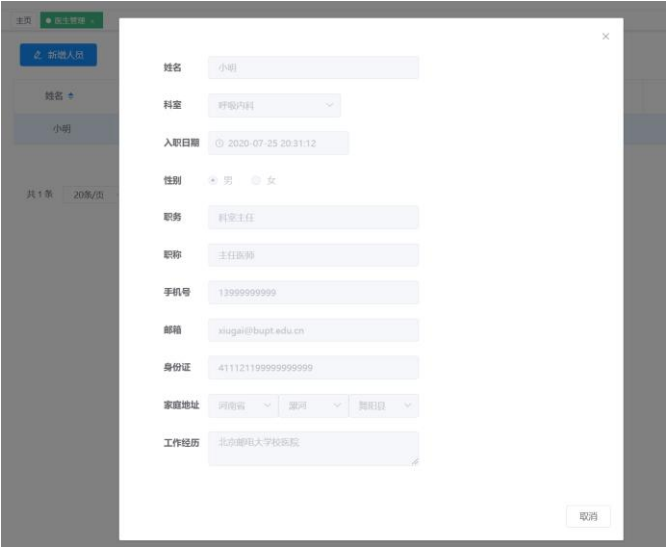 主页 医生管理 ×
新增人员
姓名
小明
共 1 条 20条/页
姓名 小明
科室 呼吸内科
入职日期 2020-07-25 20:31:12
性别 男 女
职务 科室主任
职称 主任医师
手机号 13999999999
邮箱 xiugai@bupt.edu.cn
身份证 411121199999999999
家庭地址 河南省 漯河 舞阳县
工作经历 北京邮电大学校医院
取消